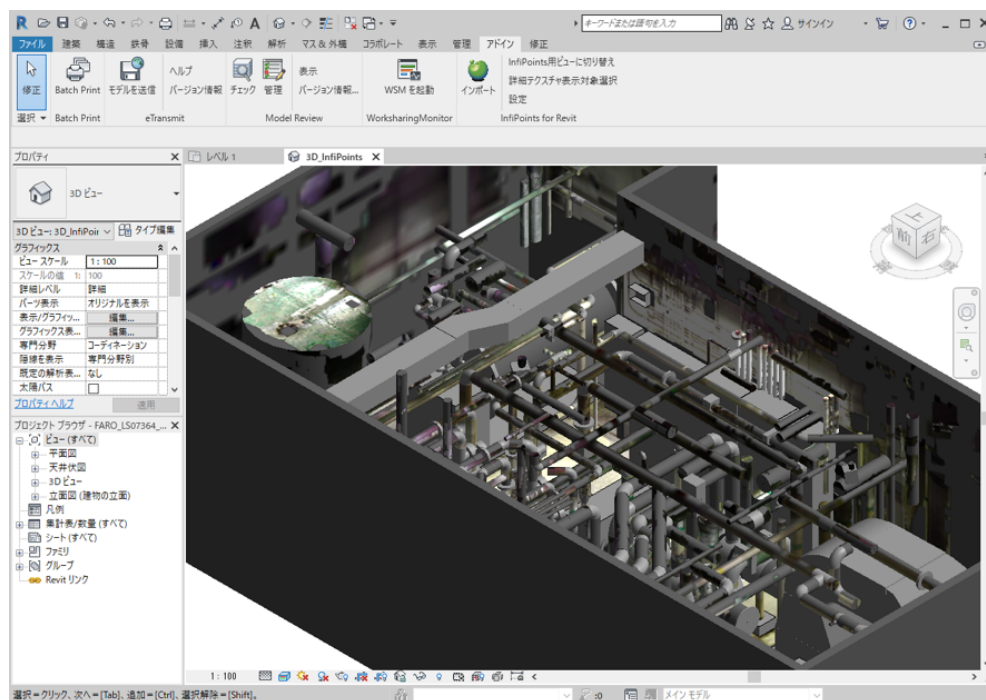 キーワードまたは語句を入力
サインイン
ファイル 建築 構造 鉄骨 設備 挿入 注釈 解析 マス & 外構 コラボレート 表示 管理 アドイン 修正
修正
Batch Print
モデルを送信
ヘルプ
バージョン情報
チェック
管理
表示
バージョン情報...
WSM を起動
インポート
InfiPoints用ビューに切り替え
詳細テクスチャ表示対象選択
設定
選択 Batch Print eTransmit Model Review WorksharingMonitor InfiPoints for Revit
プロパティ
レベル 1
3D_InfiPoints
3D ビュー
3D ビュー: 3D_InfiPoir
タイプ編集
グラフィックス
ビュー スケール 1 : 100
スケールの値 1: 100
詳細レベル 詳細
パーツ表示 オリジナルを表示
表示/グラフィッ... 編集...
グラフィックス表... 編集...
専門分野 コーディネーション
隠線を表示 専門分野別
既定の解析表... なし
太陽パス
プロパティ ヘルプ 適用
プロジェクト ブラウザ - FARO_LS07364_...
ビュー (すべて)
平面図
天井伏図
3D ビュー
立面図 (建物の立面)
凡例
集計表/数量 (すべて)
シート (すべて)
ファミリ
グループ
Revit リンク
上
前
右
1 : 100
選択 = クリック、次へ = [Tab]、追加 = [Ctrl]、選択解除 = [Shift]。
:0
メイン モデル